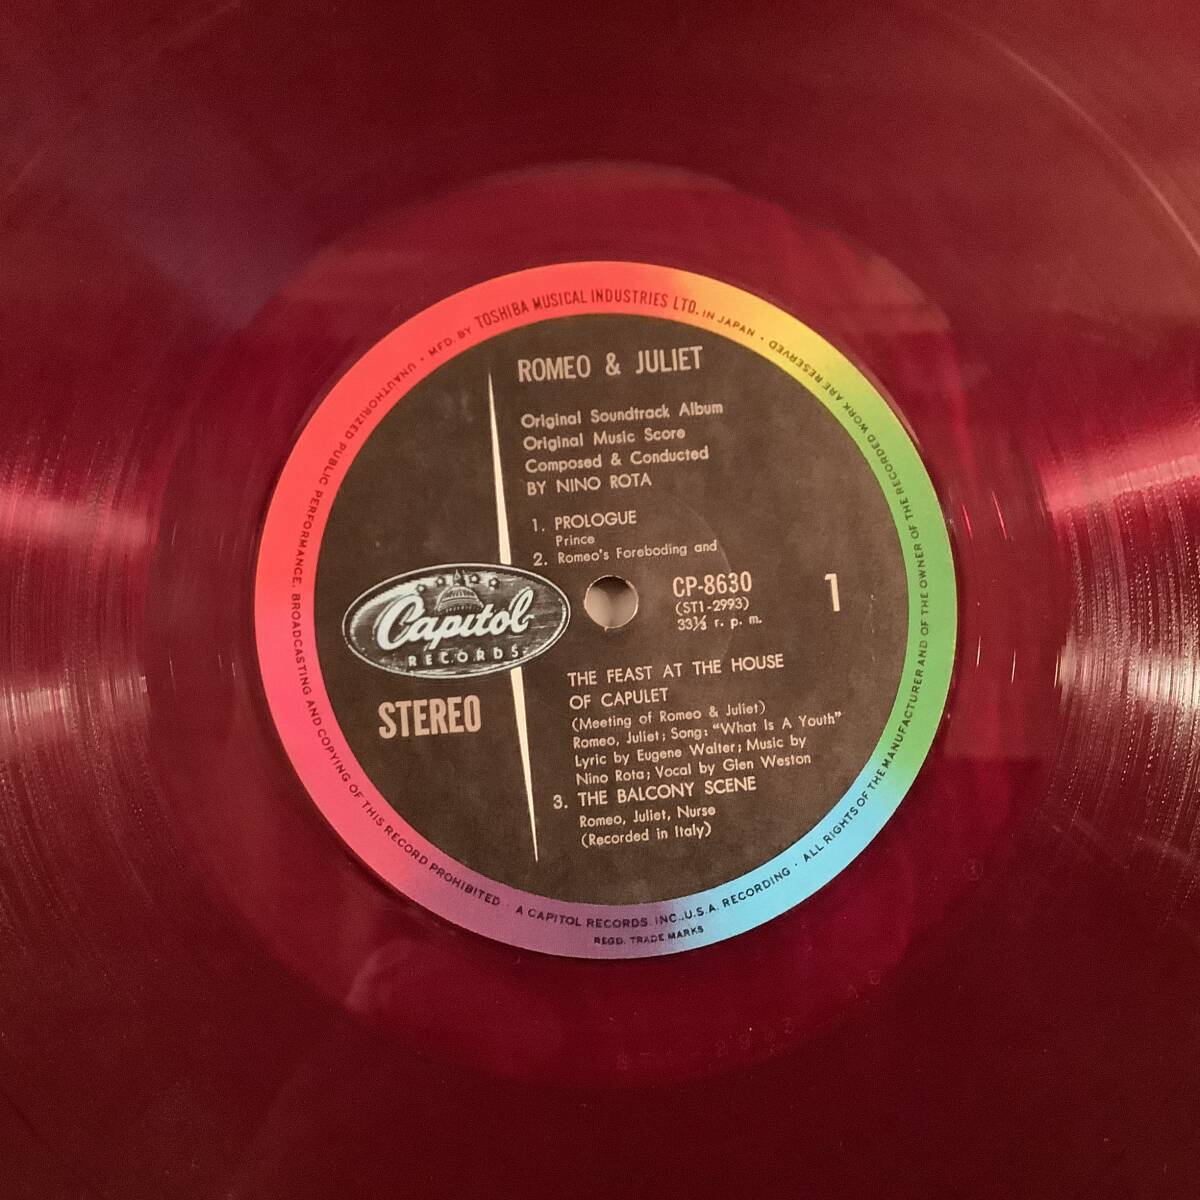 MFD. BY TOSHIBA MUSICAL INDUSTRIES LTD. IN JAPAN · ALL RIGHTS OF THE MANUFACTURER AND OF THE OWNER OF THE RECORDED WORK ARE RESERVED · UNAUTHORIZED PUBLIC PERFORMANCE, BROADCASTING AND COPYING OF THIS RECORD PROHIBITED · A CAPITOL RECORDS, INC., U.S.A. RECORDING ·
REGD. TRADE MARKS
ROMEO & JULIET
Original Soundtrack Album
Original Music Score
Composed & Conducted
BY NINO ROTA
1. PROLOGUE
Prince
2. Romeo's Foreboding and
CP-8630
(ST1-2993)
33⅓ r. p. m.
1
Capitol
RECORDS
STEREO
THE FEAST AT THE HOUSE
OF CAPULET
(Meeting of Romeo & Juliet)
Romeo, Juliet; Song: "What Is A Youth"
Lyric by Eugene Walter; Music by
Nino Rota; Vocal by Glen Weston
3. THE BALCONY SCENE
Romeo, Juliet, Nurse
(Recorded in Italy)